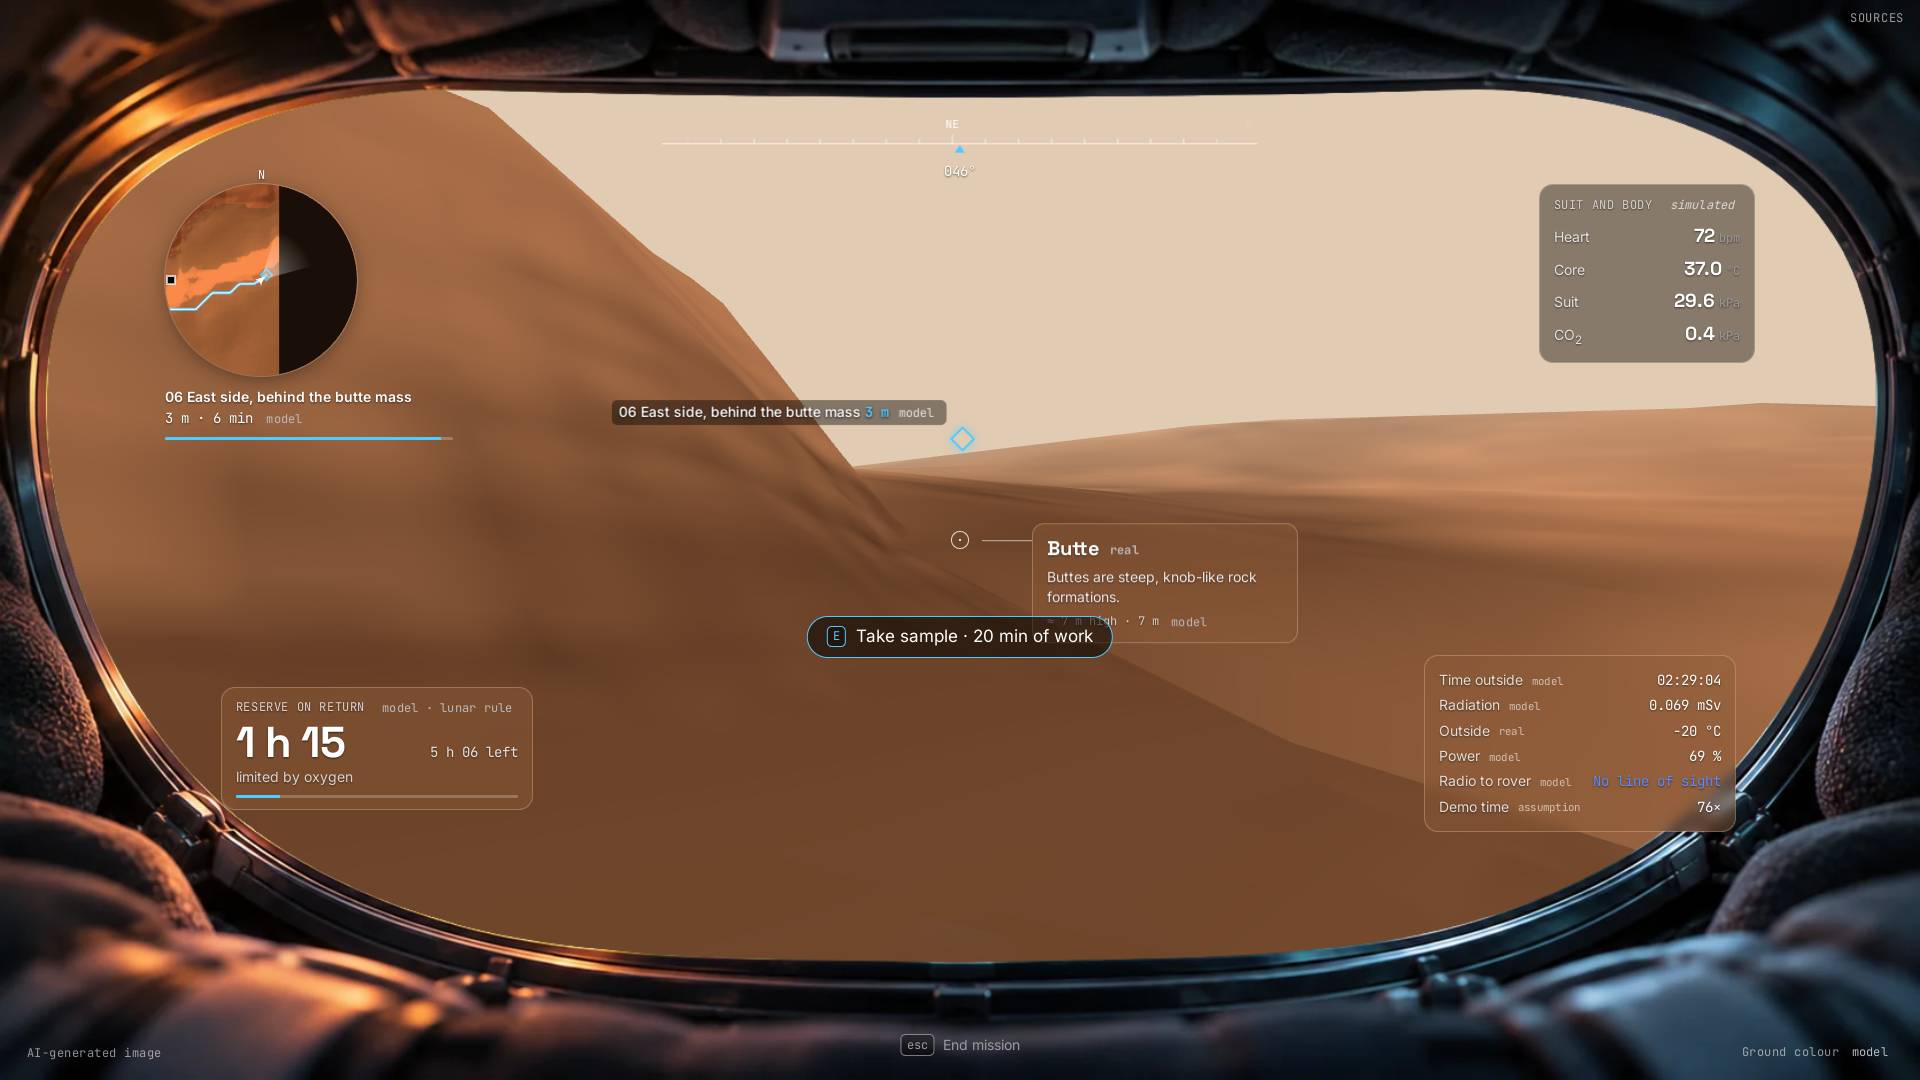 SOURCES
NE
046°
N
06 East side, behind the butte mass
3 m · 6 min model
SUIT AND BODY simulated
Heart 72 bpm
Core 37.0 °C
Suit 29.6 kPa
CO2 0.4 kPa
06 East side, behind the butte mass 3 m model
Butte real
Buttes are steep, knob-like rock
formations.
≈ 7 m high · 7 m model
E Take sample · 20 min of work
RESERVE ON RETURN model · lunar rule
1 h 15
5 h 06 left
limited by oxygen
Time outside model 02:29:04
Radiation model 0.069 mSv
Outside real -20 °C
Power model 69 %
Radio to rover model No line of sight
Demo time assumption 76×
AI-generated image
esc End mission
Ground colour model